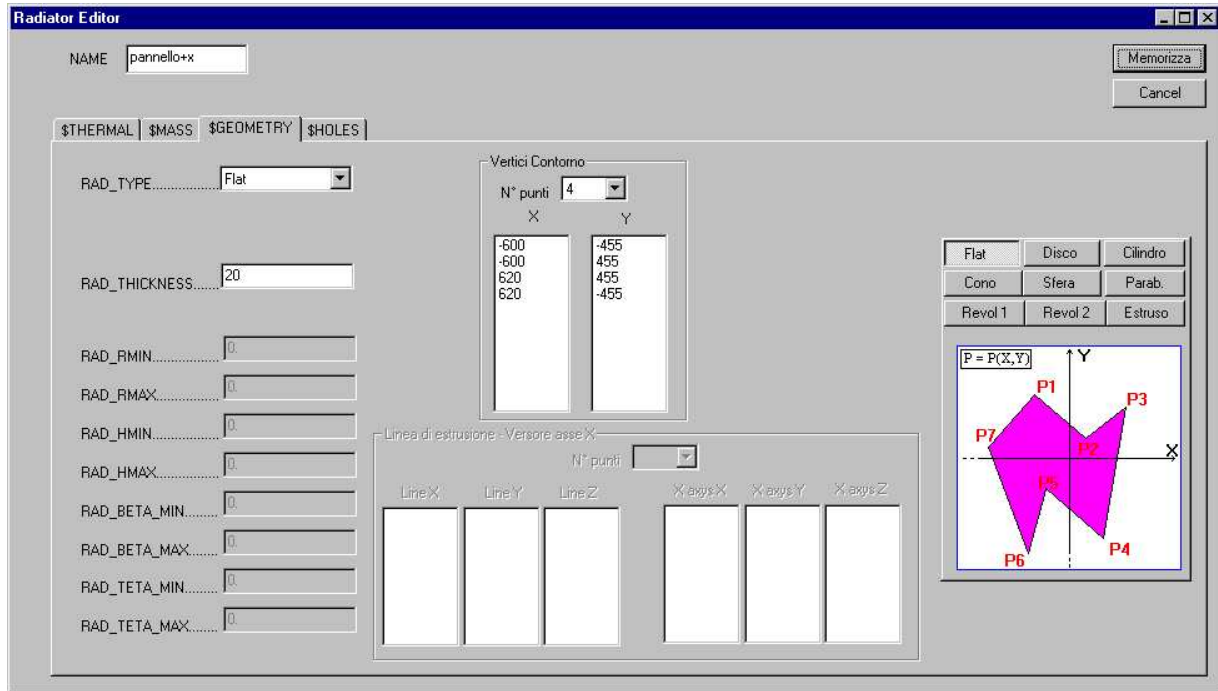 Radiator Editor
NAME pannello+x
Memorizza
Cancel
$THERMAL $MASS $GEOMETRY $HOLES
RAD_TYPE................ Flat
RAD_THICKNESS...... 20
RAD_RMIN............... 0.
RAD_RMAX.............. 0.
RAD_HMIN............... 0.
RAD_HMAX.............. 0.
RAD_BETA_MIN....... 0.
RAD_BETA_MAX....... 0.
RAD_TETA_MIN....... 0.
RAD_TETA_MAX....... 0.
Vertici Contorno
N° punti 4
X Y
-600 -455
-600 455
620 455
620 -455
Linea di estrusione - Versore asse X
N° punti
Line X Line Y Line Z X axys X X axys Y X axys Z
Flat Disco Cilindro
Cono Sfera Parab.
Revol 1 Revol 2 Estruso
P = P(X,Y)
Y
P1
P3
P7
P2
X
P5
P4
P6